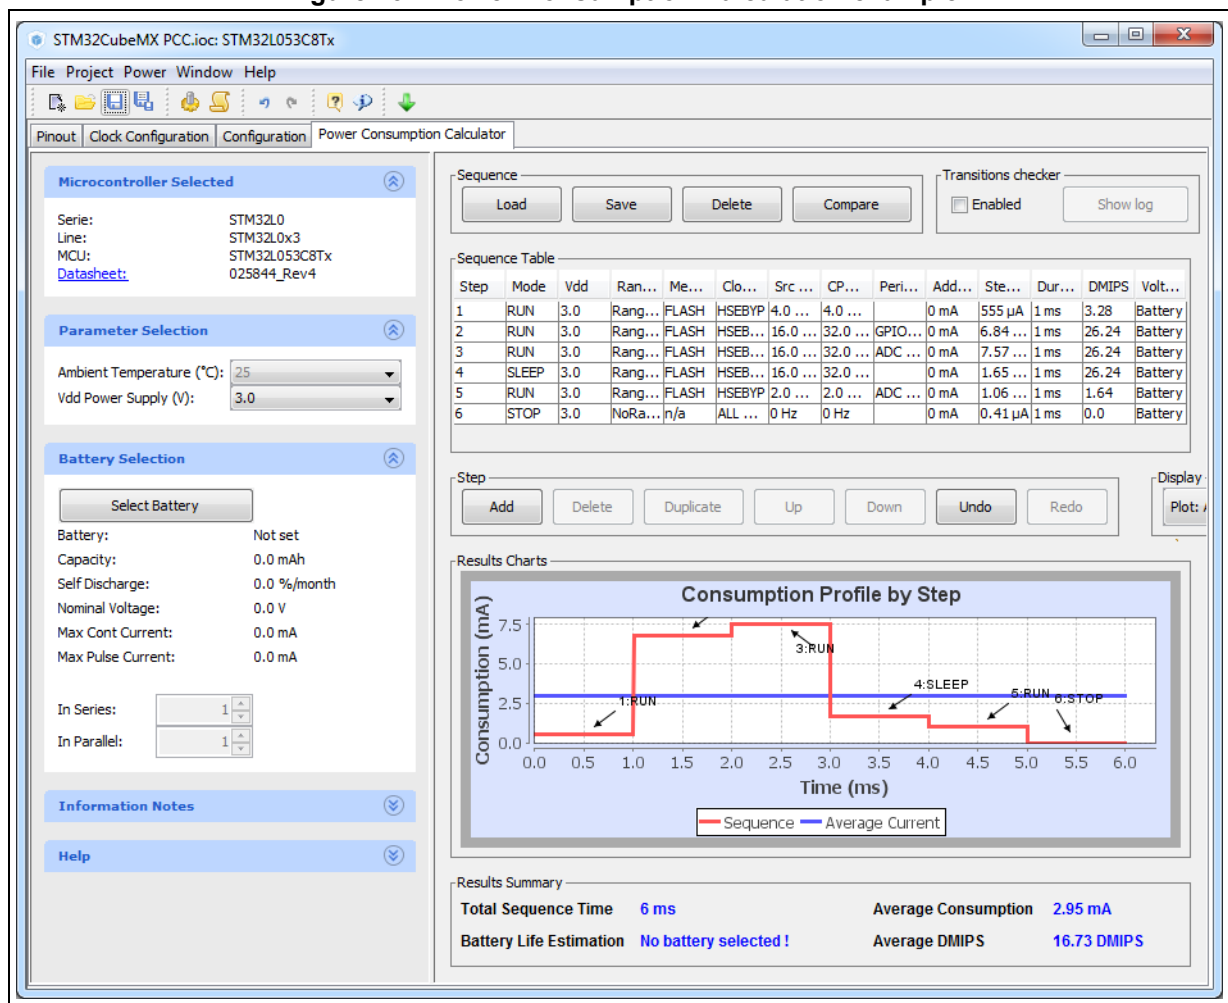 STM32CubeMX PCC.ioc: STM32L053C8Tx
File Project Power Window Help
Pinout Clock Configuration Configuration Power Consumption Calculator
Microcontroller Selected
Serie: STM32L0
Line: STM32L0x3
MCU: STM32L053C8Tx
Datasheet: 025844_Rev4
Parameter Selection
Ambient Temperature (°C): 25
Vdd Power Supply (V): 3.0
Battery Selection
Select Battery
Battery: Not set
Capacity: 0.0 mAh
Self Discharge: 0.0 %/month
Nominal Voltage: 0.0 V
Max Cont Current: 0.0 mA
Max Pulse Current: 0.0 mA
In Series: 1
In Parallel: 1
Information Notes
Help
Sequence
Load Save Delete Compare
Transitions checker
Enabled Show log
Sequence Table
Step Mode Vdd Ran... Me... Clo... Src ... CP... Peri... Add... Ste... Dur... DMIPS Volt...
1 RUN 3.0 Rang... FLASH HSEBYP 4.0 ... 4.0 ... 0 mA 555 µA 1 ms 3.28 Battery
2 RUN 3.0 Rang... FLASH HSEB... 16.0 ... 32.0 ... GPIO... 0 mA 6.84 ... 1 ms 26.24 Battery
3 RUN 3.0 Rang... FLASH HSEB... 16.0 ... 32.0 ... ADC ... 0 mA 7.57 ... 1 ms 26.24 Battery
4 SLEEP 3.0 Rang... FLASH HSEB... 16.0 ... 32.0 ... 0 mA 1.65 ... 1 ms 26.24 Battery
5 RUN 3.0 Rang... FLASH HSEBYP 2.0 ... 2.0 ... ADC ... 0 mA 1.06 ... 1 ms 1.64 Battery
6 STOP 3.0 NoRa... n/a ALL ... 0 Hz 0 Hz 0 mA 0.41 µA 1 ms 0.0 Battery
Step
Add Delete Duplicate Up Down Undo Redo
Display
Plot:
Results Charts
Consumption Profile by Step
Consumption (mA)
7.5
5.0
2.5
0.0
1:RUN
3:RUN
4:SLEEP
5:RUN
6:STOP
0.0 0.5 1.0 1.5 2.0 2.5 3.0 3.5 4.0 4.5 5.0 5.5 6.0
Time (ms)
Sequence Average Current
Results Summary
Total Sequence Time 6 ms Average Consumption 2.95 mA
Battery Life Estimation No battery selected ! Average DMIPS 16.73 DMIPS